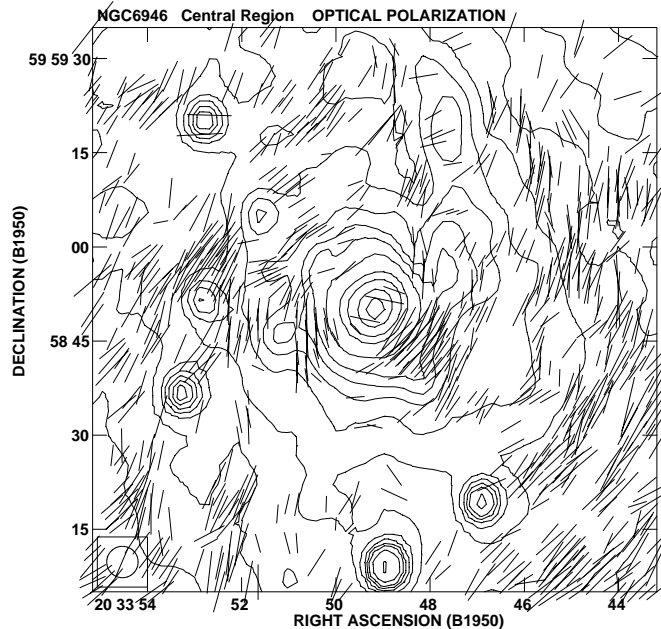 NGC6946 Central Region OPTICAL POLARIZATION
59 59 30
15
00
58 45
30
15
DECLINATION (B1950)
20 33 54 52 50 48 46 44
RIGHT ASCENSION (B1950)